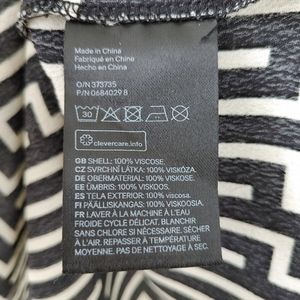 Made in China
Fabriqué en Chine
Hecho en China
O/N 373735
P/N 0684029 B
30
clevercare.info
GB SHELL: 100% VISCOSE.
CZ SVRCHNÍ LÁTKA: 100% VISKÓZA.
DE OBERMATERIAL: 100% VISKOSE.
EE ÜMBRIS: 100% VISKOOS.
ES TELA EXTERIOR: 100% viscosa.
FI PÄÄLLISKANGAS: 100% VISKOOSIA.
FR LAVER À LA MACHINE À L'EAU
FROIDE CYCLE DÉLICAT, BLANCHIR
SANS CHLORE SI NÉCESSAIRE. SÉCHER
À L'AIR. REPASSER À TEMPÉRATURE
MOYENNE. PAS DE NETTOYAGE À SEC.